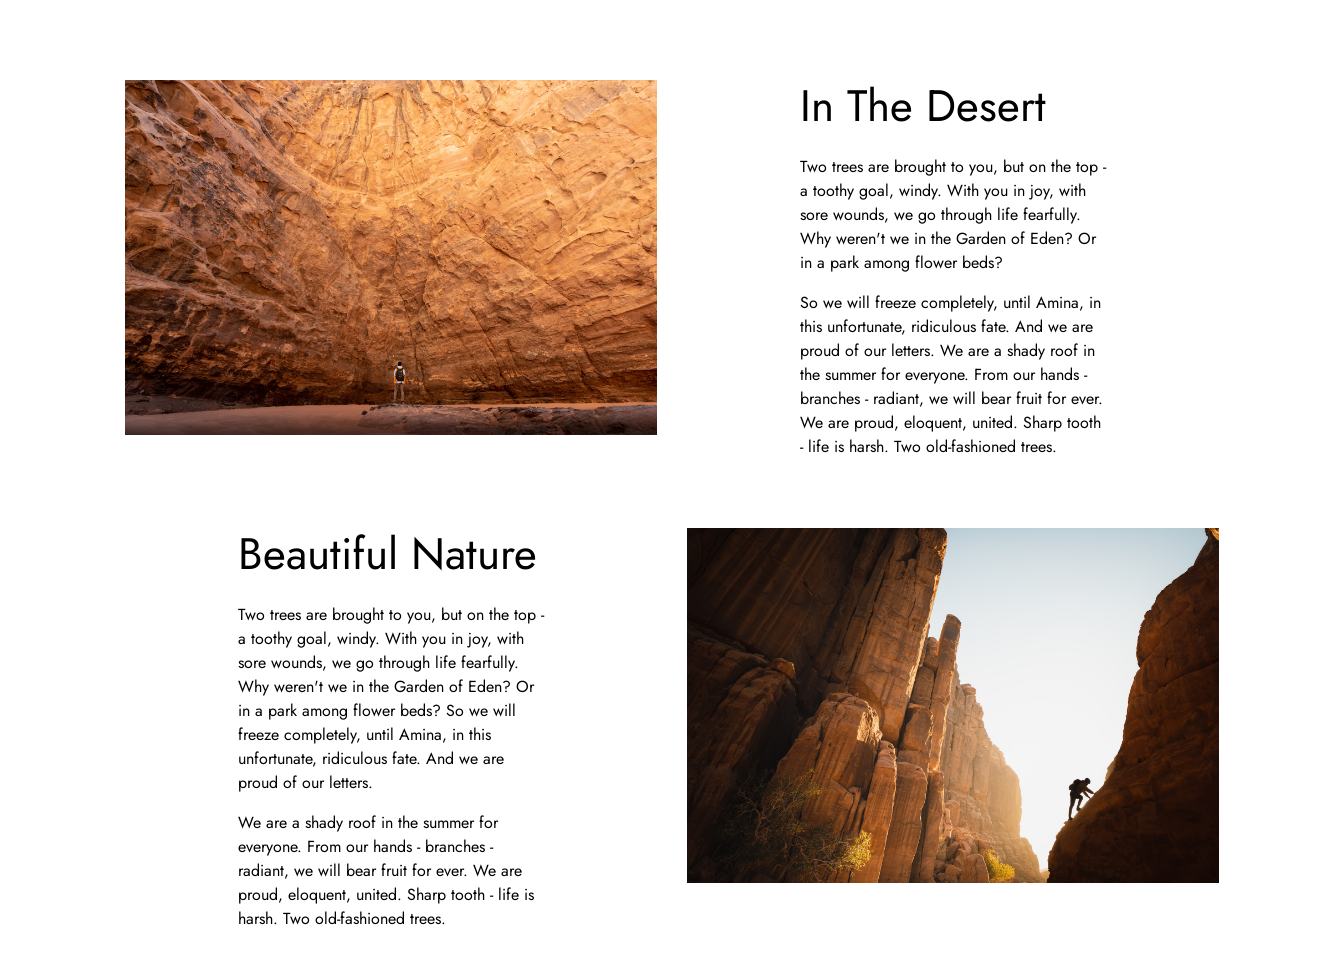 In The Desert
Two trees are brought to you, but on the top -
a toothy goal, windy. With you in joy, with
sore wounds, we go through life fearfully.
Why weren't we in the Garden of Eden? Or
in a park among flower beds?
So we will freeze completely, until Amina, in
this unfortunate, ridiculous fate. And we are
proud of our letters. We are a shady roof in
the summer for everyone. From our hands -
branches - radiant, we will bear fruit for ever.
We are proud, eloquent, united. Sharp tooth
- life is harsh. Two old-fashioned trees.
Beautiful Nature
Two trees are brought to you, but on the top -
a toothy goal, windy. With you in joy, with
sore wounds, we go through life fearfully.
Why weren't we in the Garden of Eden? Or
in a park among flower beds? So we will
freeze completely, until Amina, in this
unfortunate, ridiculous fate. And we are
proud of our letters.
We are a shady roof in the summer for
everyone. From our hands - branches -
radiant, we will bear fruit for ever. We are
proud, eloquent, united. Sharp tooth - life is
harsh. Two old-fashioned trees.